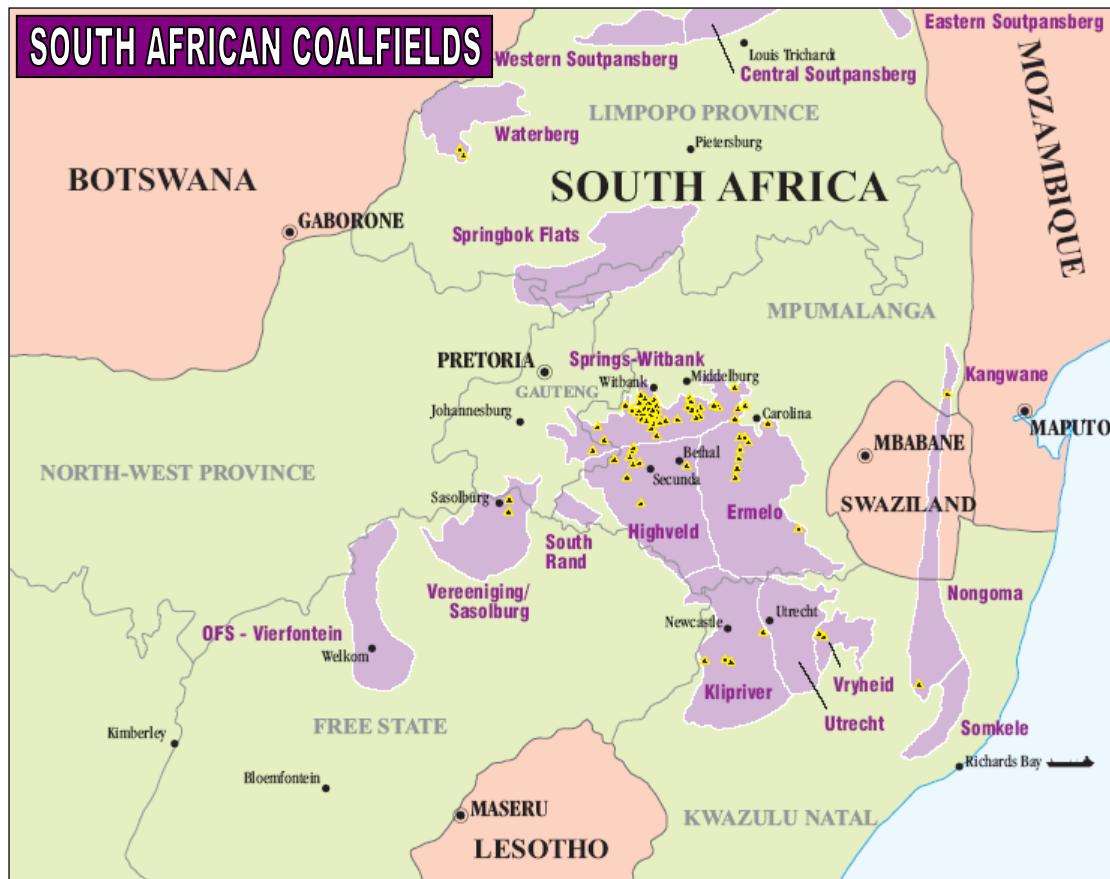 SOUTH AFRICAN COALFIELDS
Eastern Soutpansberg
Western Soutpansberg
Louis Trichardt
Central Soutpansberg
MOZAMBIQUE
LIMPOPO PROVINCE
Waterberg
Pietersburg
BOTSWANA
SOUTH AFRICA
GABORONE
Springbok Flats
MPUMALANGA
PRETORIA
Springs-Witbank
Witbank
Middelburg
Kangwane
GAUTENG
Johannesburg
Carolina
MAPUTO
MBABANE
Bethal
NORTH-WEST PROVINCE
Secunda
Sasolburg
SWAZILAND
Ermelo
Highveld
South
Rand
Vereeniging/
Sasolburg
Nongoma
Newcastle
Utrecht
OFS - Vierfontein
Welkom
Vryheid
Klipriver
Utrecht
Somkele
FREE STATE
Kimberley
Richards Bay
Bloemfontein
MASERU
KWAZULU NATAL
LESOTHO